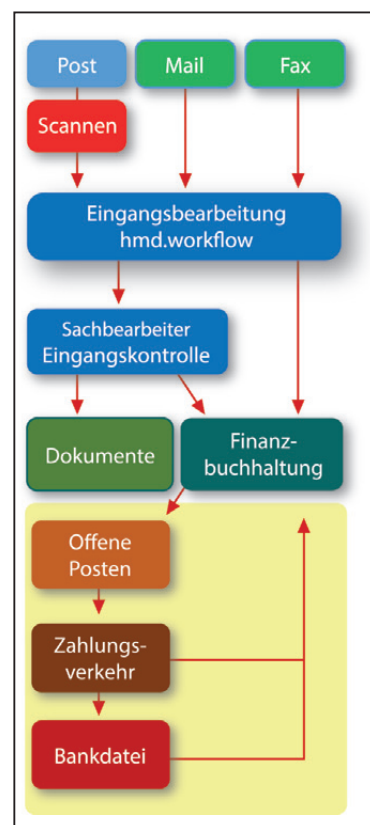 Post
Mail
Fax
Scannen
Eingangsbearbeitung
hmd.workflow
Sachbearbeiter
Eingangskontrolle
Dokumente
Finanz-
buchhaltung
Offene
Posten
Zahlungs-
verkehr
Bankdatei